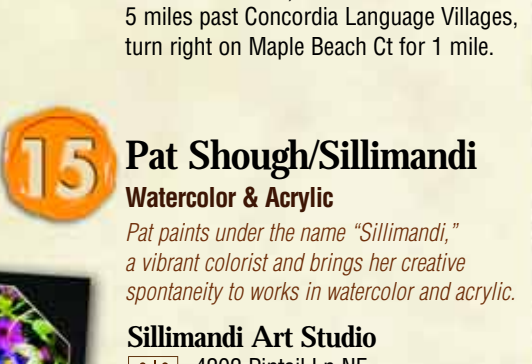 5 miles past Concordia Language Villages,
turn right on Maple Beach Ct for 1 mile.
15
Pat Shough/Sillimandi
Watercolor & Acrylic
Pat paints under the name “Sillimandi,”
a vibrant colorist and brings her creative
spontaneity to works in watercolor and acrylic.
Sillimandi Art Studio